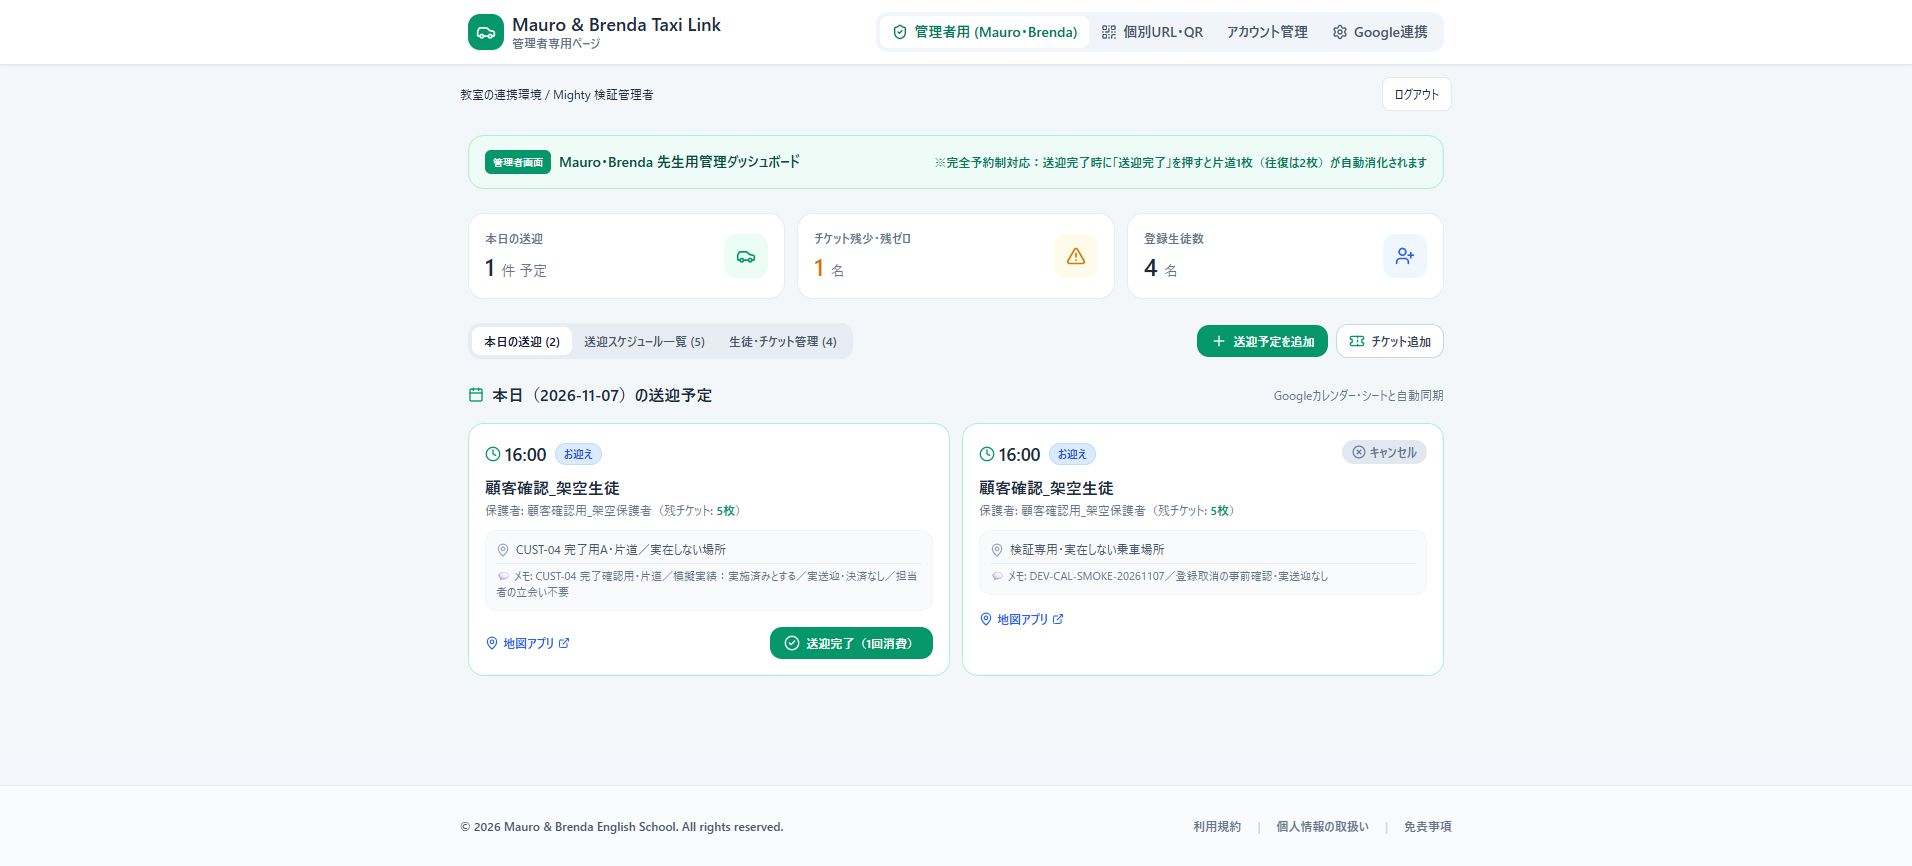 Mauro & Brenda Taxi Link
管理者専用ページ
管理者用 (Mauro・Brenda)
個別URL・QR
アカウント管理
Google連携
教室の連携環境 / Mighty 検証管理者
ログアウト
管理者画面
Mauro・Brenda 先生用管理ダッシュボード
※完全予約制対応：送迎完了時に「送迎完了」を押すと片道1枚（往復は2枚）が自動消化されます
本日の送迎
1 件 予定
チケット残少・残ゼロ
1 名
登録生徒数
4 名
本日の送迎 (2)
送迎スケジュール一覧 (5)
生徒・チケット管理 (4)
送迎予定を追加
チケット追加
本日（2026-11-07）の送迎予定
Googleカレンダー・シートと自動同期
16:00 お迎え
顧客確認_架空生徒
保護者: 顧客確認用_架空保護者（残チケット: 5枚）
CUST-04 完了用A・片道／実在しない場所
メモ: CUST-04 完了確認用・片道／模擬実績：実施済みとする／実送迎・決済なし／担当
者の立会い不要
地図アプリ
送迎完了（1回消費）
16:00 お迎え
キャンセル
顧客確認_架空生徒
保護者: 顧客確認用_架空保護者（残チケット: 5枚）
検証専用・実在しない乗車場所
メモ: DEV-CAL-SMOKE-20261107／登録取消の事前確認・実送迎なし
地図アプリ
© 2026 Mauro & Brenda English School. All rights reserved.
利用規約 | 個人情報の取扱い | 免責事項